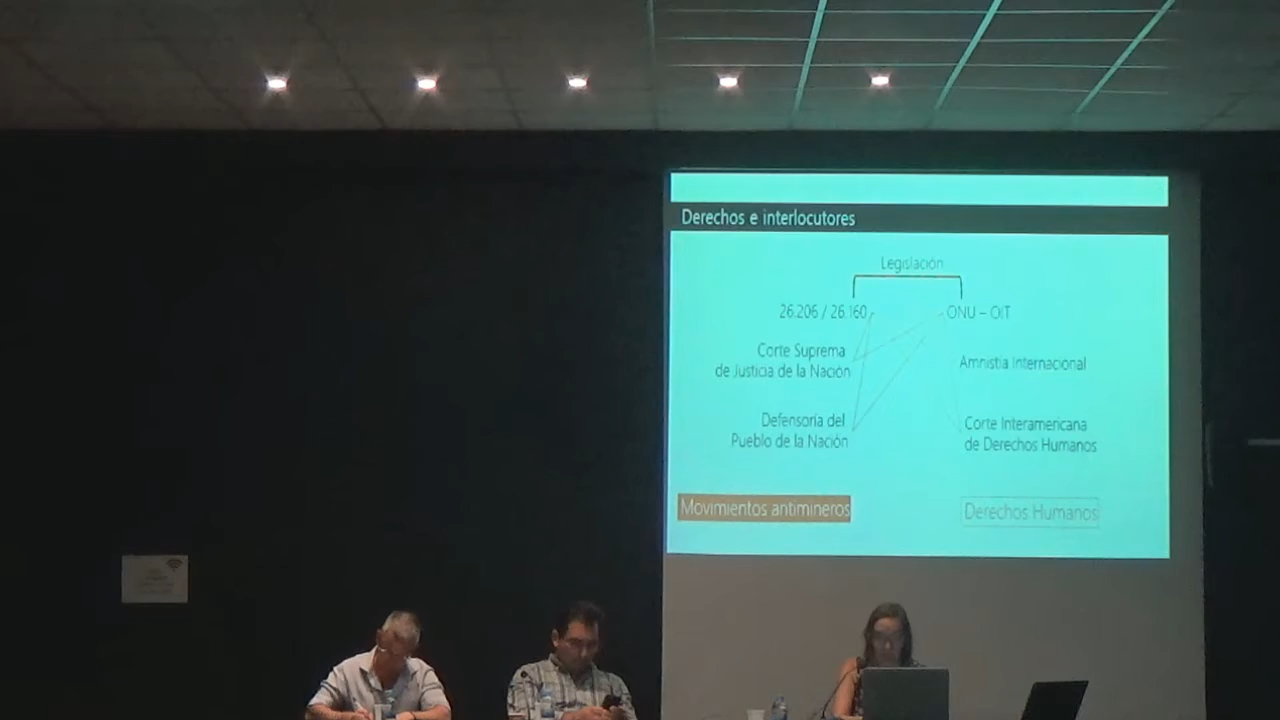 Derechos e interlocutores
Legislación
26.206 / 26.160
ONU – OIT
Corte Suprema
de Justicia de la Nación
Amnistia Internacional
Defensoría del
Pueblo de la Nación
Corte Interamericana
de Derechos Humanos
Movimientos antimineros
Derechos Humanos